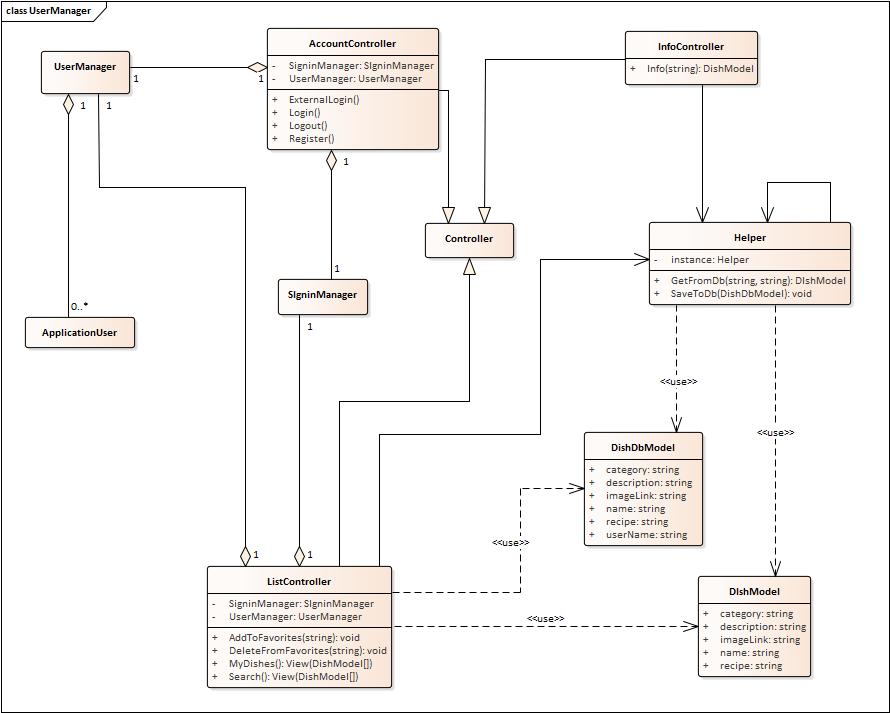 class UserManager
UserManager
1
1
1
1
0..*
ApplicationUser
AccountController
- SigninManager: SIgninManager
- UserManager: UserManager
+ ExternalLogin()
+ Login()
+ Logout()
+ Register()
1
1
SIgninManager
1
Controller
InfoController
+ Info(string): DishModel
Helper
- instance: Helper
+ GetFromDb(string, string): DIshModel
+ SaveToDb(DishDbModel): void
<<use>>
<<use>>
DishDbModel
+ category: string
+ description: string
+ imageLink: string
+ name: string
+ recipe: string
+ userName: string
<<use>>
1
1
ListController
- SigninManager: SIgninManager
- UserManager: UserManager
+ AddToFavorites(string): void
+ DeleteFromFavorites(string): void
+ MyDishes(): View(DishModel[])
+ Search(): View(DishModel[])
<<use>>
DIshModel
+ category: string
+ description: string
+ imageLink: string
+ name: string
+ recipe: string